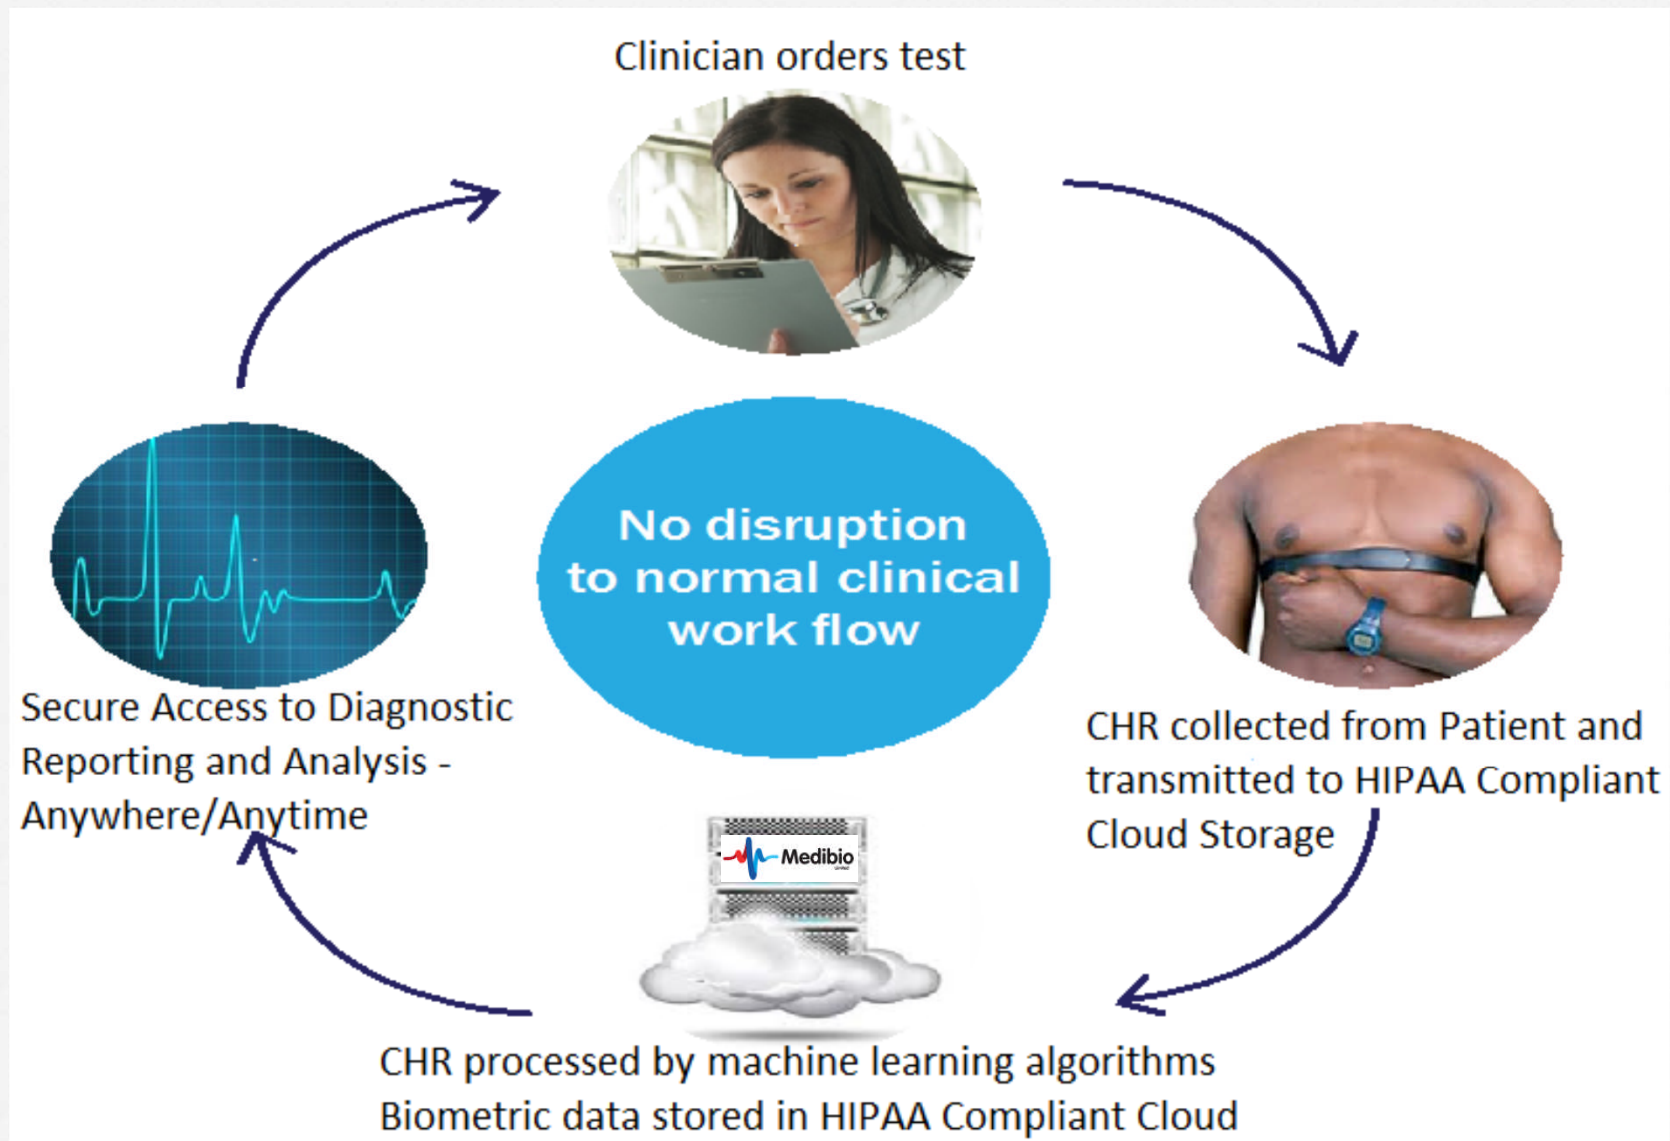 Clinician orders test
No disruption
to normal clinical
work flow
Secure Access to Diagnostic
Reporting and Analysis -
Anywhere/Anytime
CHR collected from Patient and
transmitted to HIPAA Compliant
Cloud Storage
Medibio
CHR processed by machine learning algorithms
Biometric data stored in HIPAA Compliant Cloud